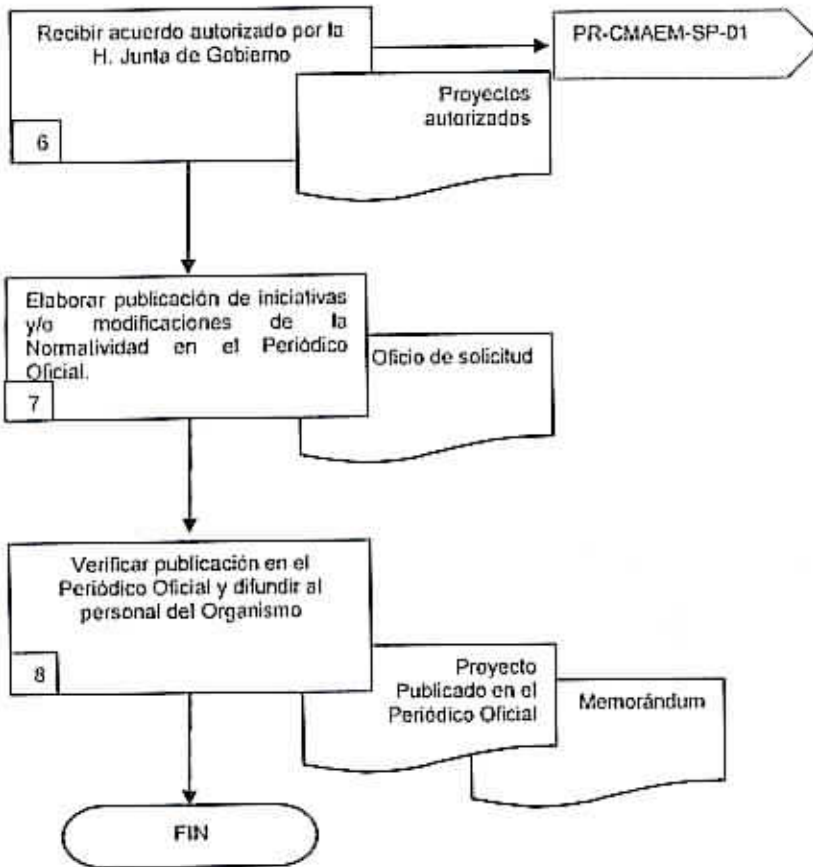 Recibir acuerdo autorizado por la
H. Junta de Gobierno
6
PR-CMAEM-SP-01
Proyectos
autorizados
Elaborar publicación de iniciativas
y/o modificaciones de la
Normatividad en el Periódico
Oficial.
7
Oficio de solicitud
Verificar publicación en el
Periódico Oficial y difundir al
personal del Organismo
8
Proyecto
Publicado en el
Periódico Oficial
Memorándum
FIN